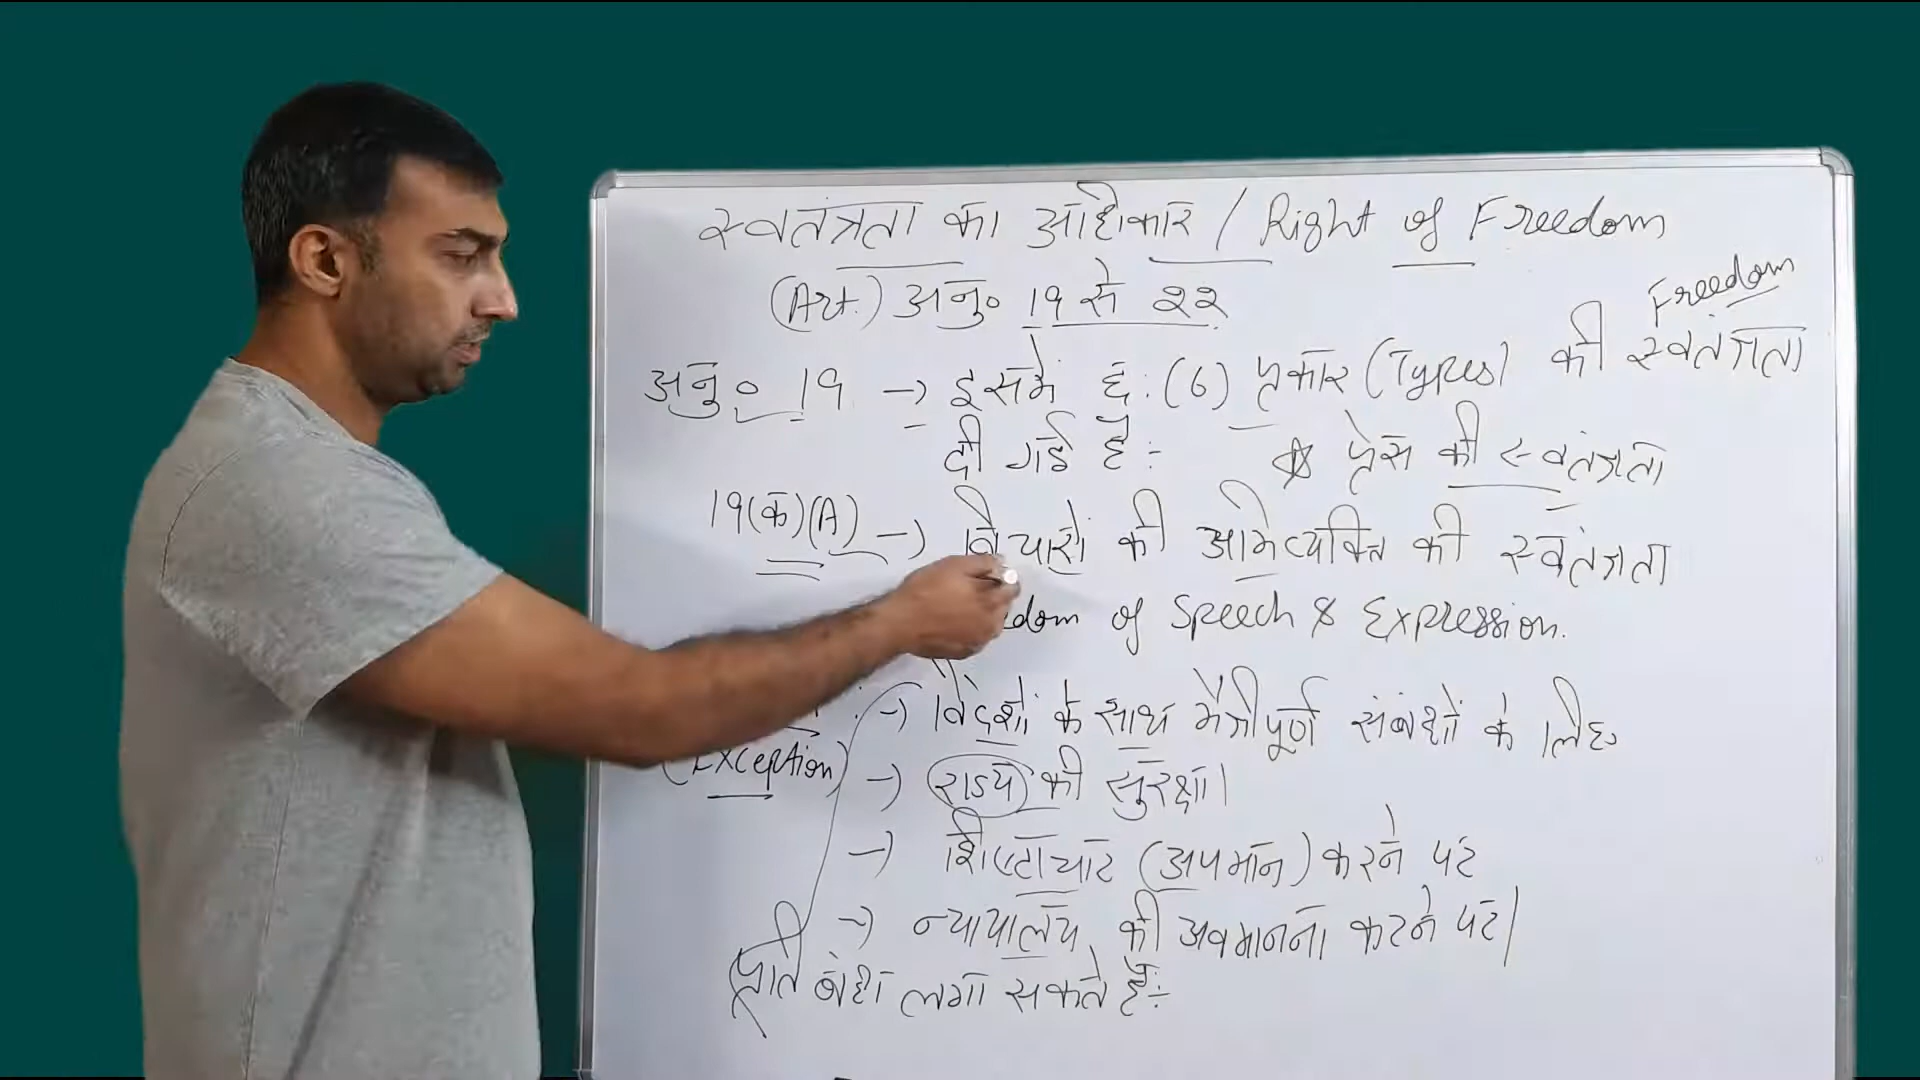 स्वतंत्रता का अधिकार / Right of Freedom
(Art.) अनु० 19 से 22
Freedom
अनु० 19 → इसमें छः (6) प्रकार (Types) की स्वतंत्रता
दी गई है :-
प्रेस की स्वतंत्रता
19(क)(A) → विचारों की अभिव्यक्ति की स्वतंत्रता
dom of Speech & Expression.
→ विदेशों के साथ मैत्रीपूर्ण संबंधों के लिए
(Exception) → राज्य की सुरक्षा।
→ शिष्टाचार (अपमान) करने पर
→ न्यायालय की अवमानना करने पर।
प्रतिबंध लगा सकते हैं :-